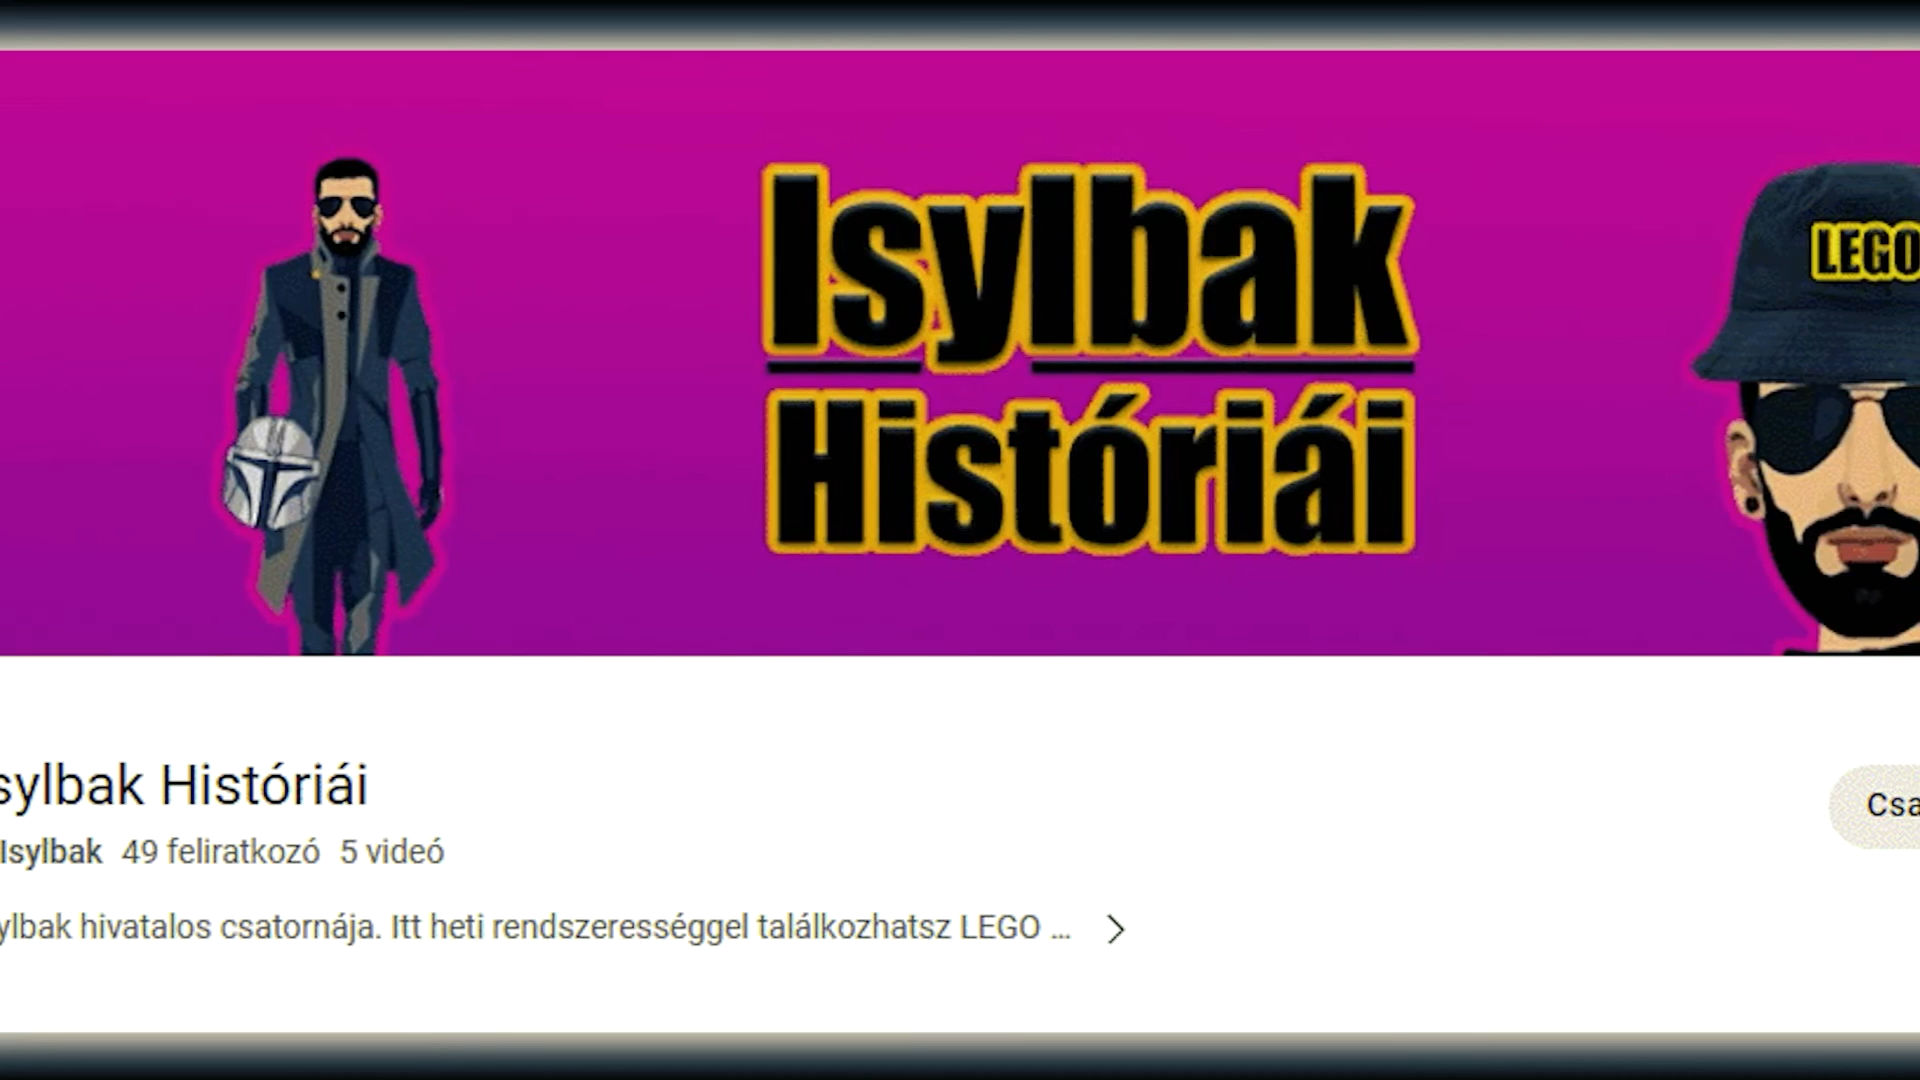 Isylbak
Históriái
LEGO
sylbak Históriái
Isylbak 49 feliratkozó 5 videó
ylbak hivatalos csatornája. Itt heti rendszerességgel találkozhatsz LEGO ...
Csa